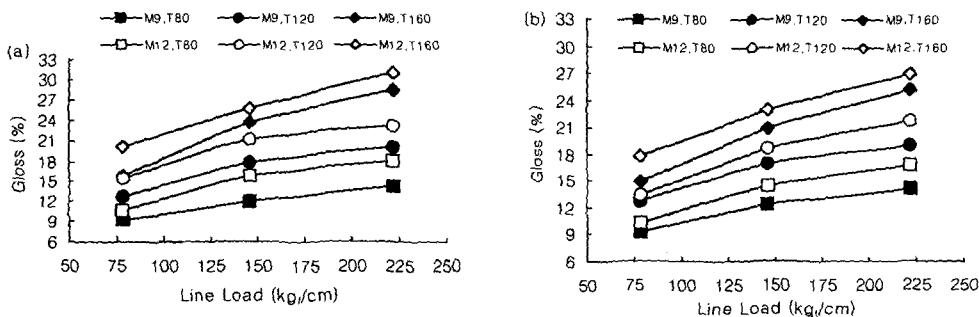 (a)
M9,T80 M9,T120 M9,T160
M12,T80 M12,T120 M12,T160
33
30
27
24
21
18
15
12
9
6
Gloss (%)
50 75 100 125 150 175 200 225 250
Line Load (kgf/cm)
(b)
M9,T80 M9,T120 M9,T160
M12,T80 M12,T120 M12,T160
33
30
27
24
21
18
15
12
9
6
Gloss (%)
50 75 100 125 150 175 200 225 250
Line Load (kgf/cm)